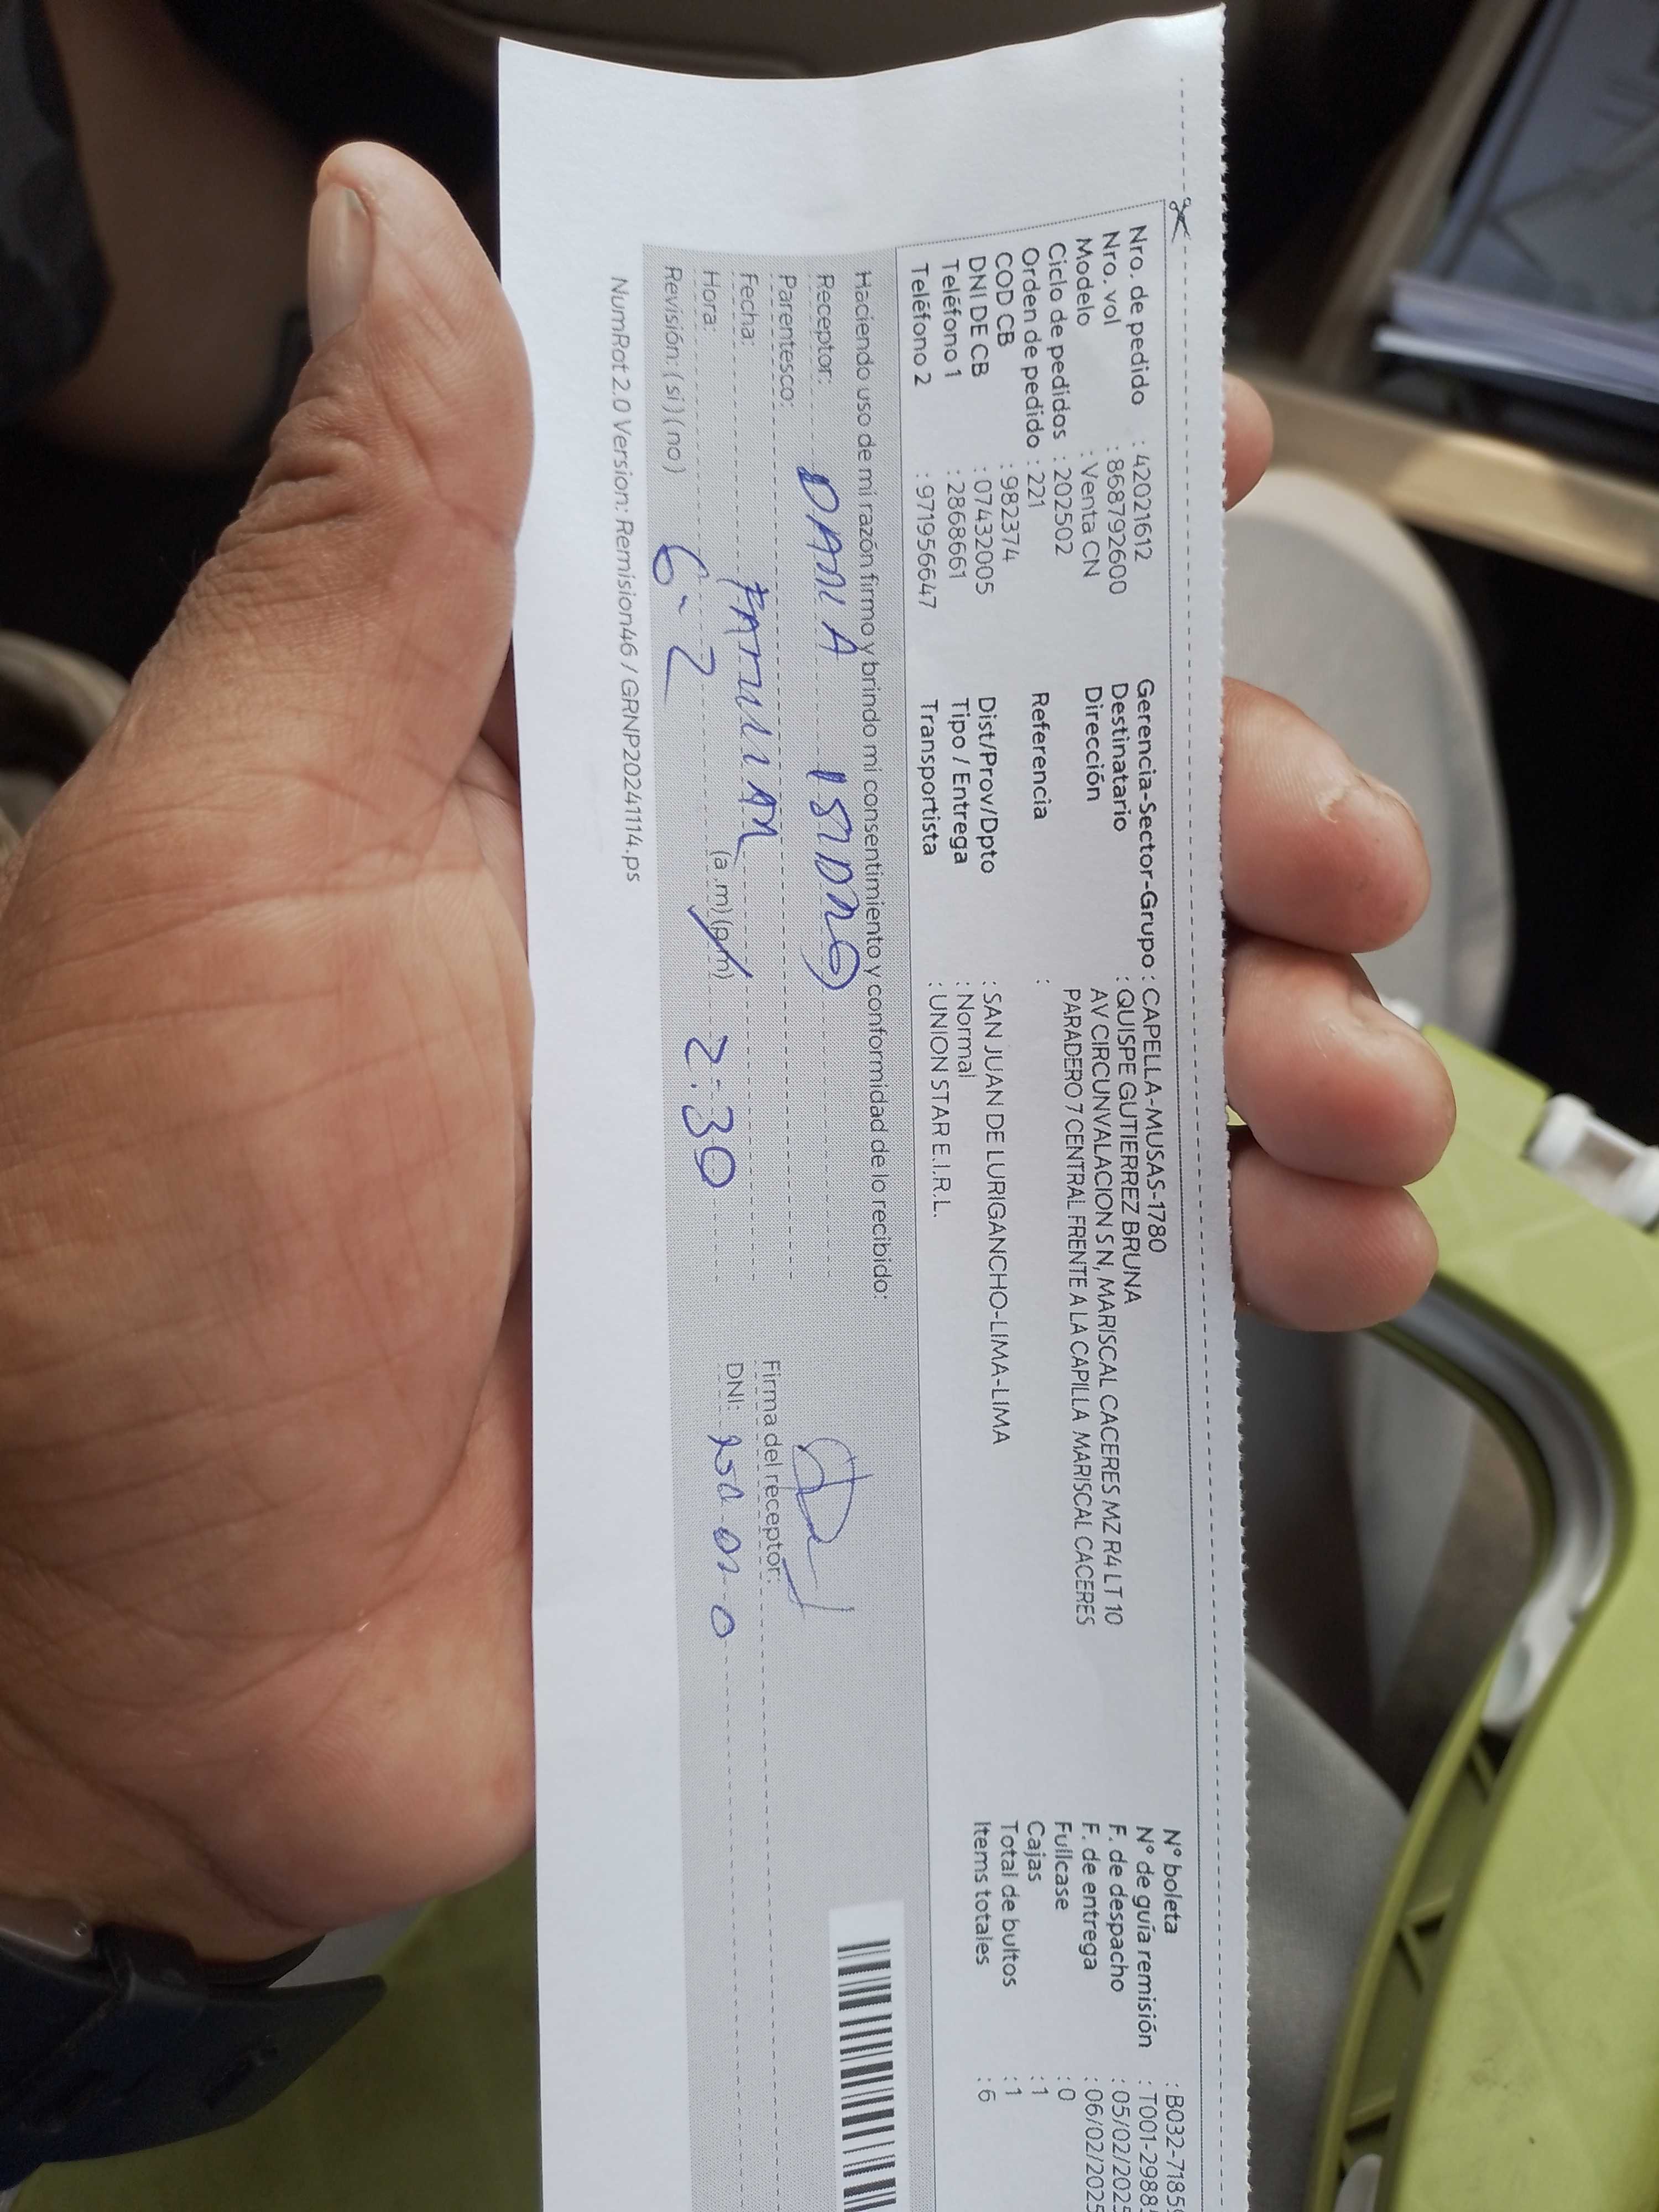 Nro. de pedido : 42021612
Nro. vol : 868792600
Modelo : Venta CN
Ciclo de pedidos : 202502
Orden de pedido : 221
COD CB : 982374
DNI DE CB : 07432005
Teléfono 1 : 2868661
Teléfono 2 : 971956647
Gerencia-Sector-Grupo : CAPELLA-MUSAS-1780
Destinatario : QUISPE GUTIERREZ BRUNA
Dirección AV CIRCUNVALACION S N, MARISCAL CACERES MZ R4 LT 10
PARADERO 7 CENTRAL FRENTE A LA CAPILLA MARISCAL CACERES
Referencia :
Dist/Prov/Dpto : SAN JUAN DE LURIGANCHO-LIMA-LIMA
Tipo / Entrega : Normal
Transportista : UNION STAR E.I.R.L.
N° boleta : B032-7185
N° de guía remisión : T001-2988
F. de despacho : 05/02/2025
F. de entrega : 06/02/2025
Fullcase : 0
Cajas : 1
Total de bultos : 1
Items totales : 6
Haciendo uso de mi razón firmo y brindo mi consentimiento y conformidad de lo recibido:
Receptor: DANIA ISIDRO
Parentesco:
Fecha: FAMILIAR
Hora: (a.m)(p.m) 2:30
Revisión: (si)(no) 6-2
Firma del receptor:
DNI:
NumRot 2.0 Version: Remision46 / GRNP20241114.ps